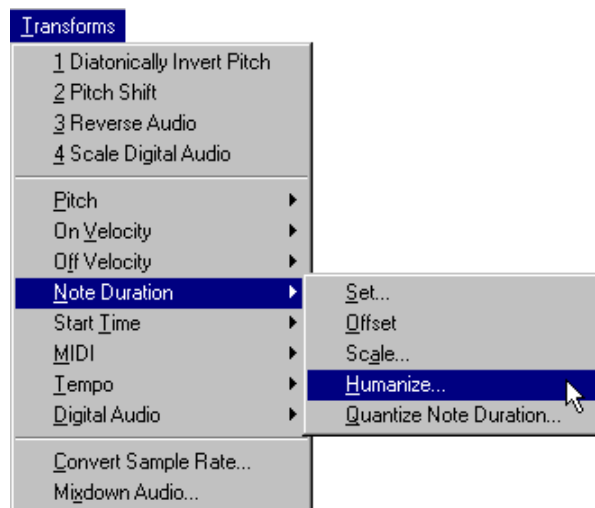 Transforms
1 Diatonically Invert Pitch
2 Pitch Shift
3 Reverse Audio
4 Scale Digital Audio
Pitch
On Velocity
Off Velocity
Note Duration
Start Time
MIDI
Tempo
Digital Audio
Convert Sample Rate...
Mixdown Audio...
Set...
Offset
Scale...
Humanize...
Quantize Note Duration...